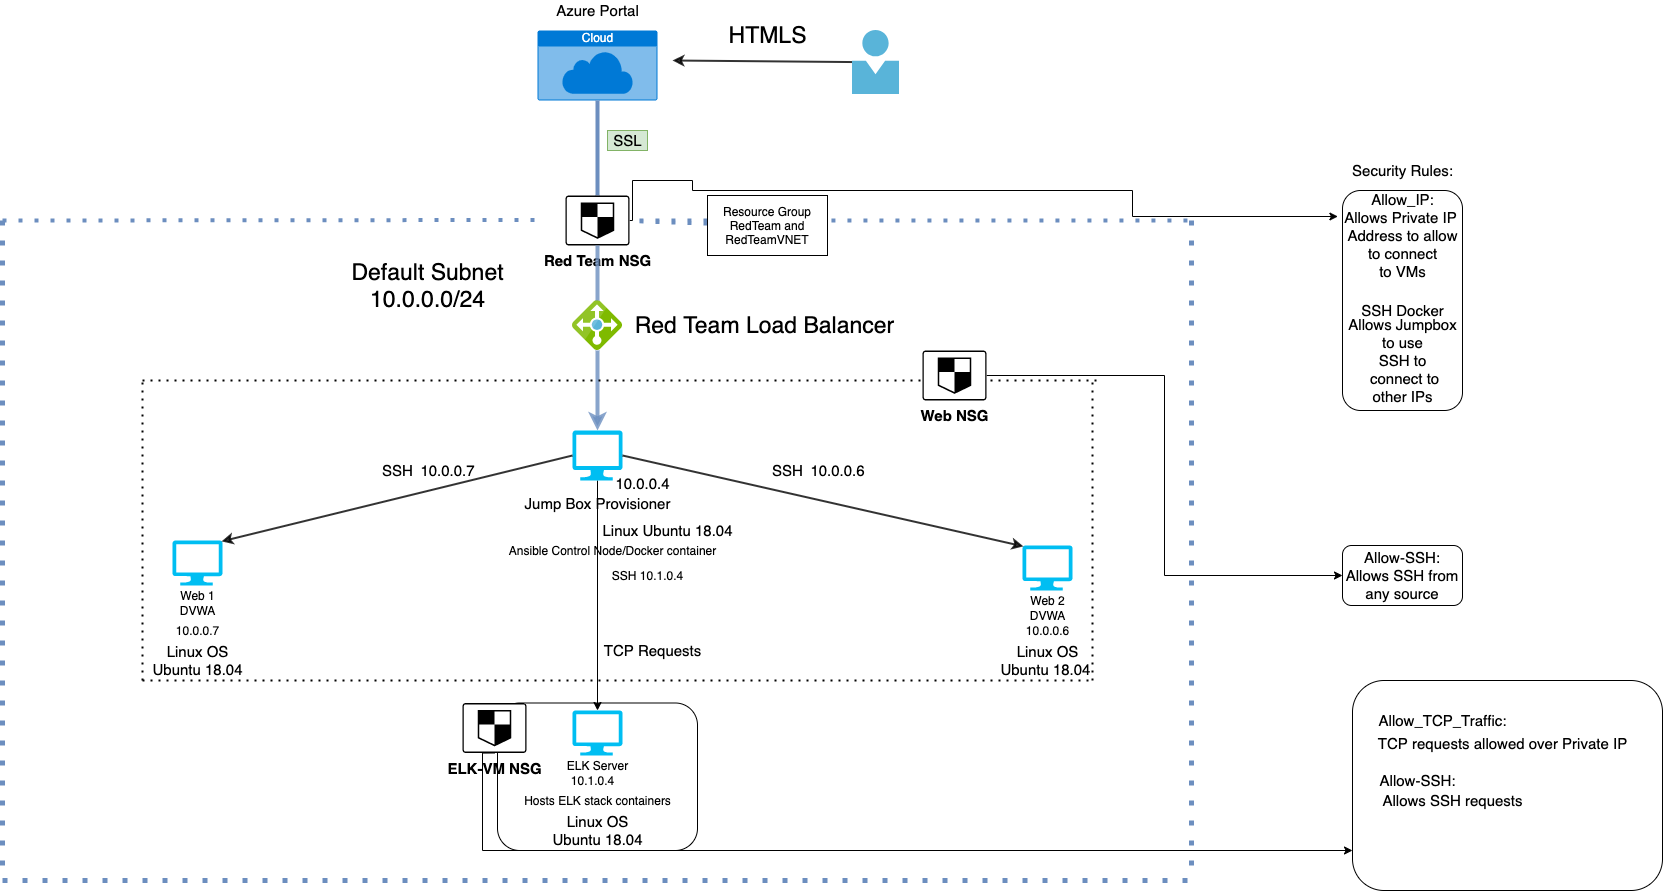 Azure Portal
Cloud
HTMLS
SSL
Security Rules:
Resource Group
RedTeam and
RedTeamVNET
Allow_IP:
Allows Private IP
Address to allow
to connect
to VMs
SSH Docker
Allows Jumpbox
to use
SSH to
connect to
other IPs
Red Team NSG
Default Subnet
10.0.0.0/24
Red Team Load Balancer
Web NSG
SSH 10.0.0.7
SSH 10.0.0.6
10.0.0.4
Jump Box Provisioner
Linux Ubuntu 18.04
Ansible Control Node/Docker container
SSH 10.1.0.4
Allow-SSH:
Allows SSH from
any source
Web 1
DVWA
10.0.0.7
Linux OS
Ubuntu 18.04
Web 2
DVWA
10.0.0.6
Linux OS
Ubuntu 18.04
TCP Requests
ELK-VM NSG
ELK Server
10.1.0.4
Hosts ELK stack containers
Linux OS
Ubuntu 18.04
Allow_TCP_Traffic:
TCP requests allowed over Private IP
Allow-SSH:
Allows SSH requests